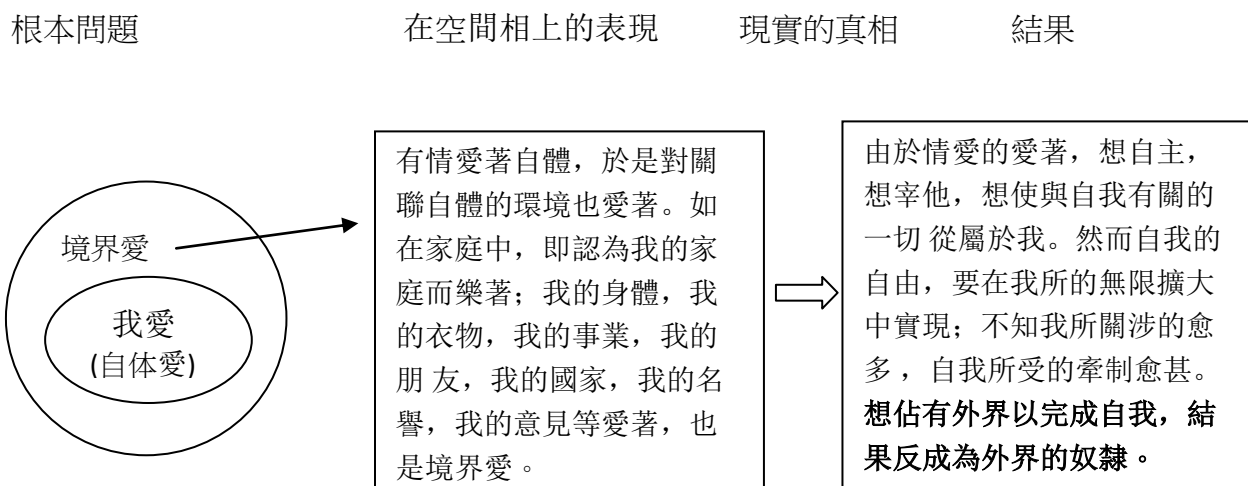 根本問題 在空間相上的表現 現實的真相 結果
境界愛
我愛
(自体愛)
有情愛著自體，於是對關
聯自體的環境也愛著。如
在家庭中，即認為我的家
庭而樂著；我的身體，我
的衣物，我的事業，我的
朋 友，我的國家，我的名
譽，我的意見等愛著，也
是境界愛。
由於情愛的愛著，想自主，
想宰他，想使與自我有關的
一切 從屬於我。然而自我的
自由，要在我所的無限擴大
中實現；不知我所關涉的愈
多 ，自我所受的牽制愈甚。
想佔有外界以完成自我，結
果反成為外界的奴隸。